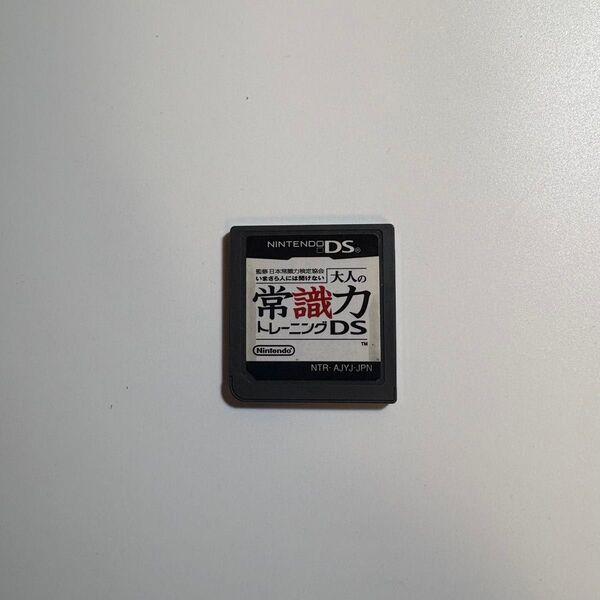 NINTENDO DS®
監修 日本常識力検定協会
いまさら人には聞けない 大人の
常識力
トレーニングDS
TM
Nintendo
NTR-AJYJ-JPN